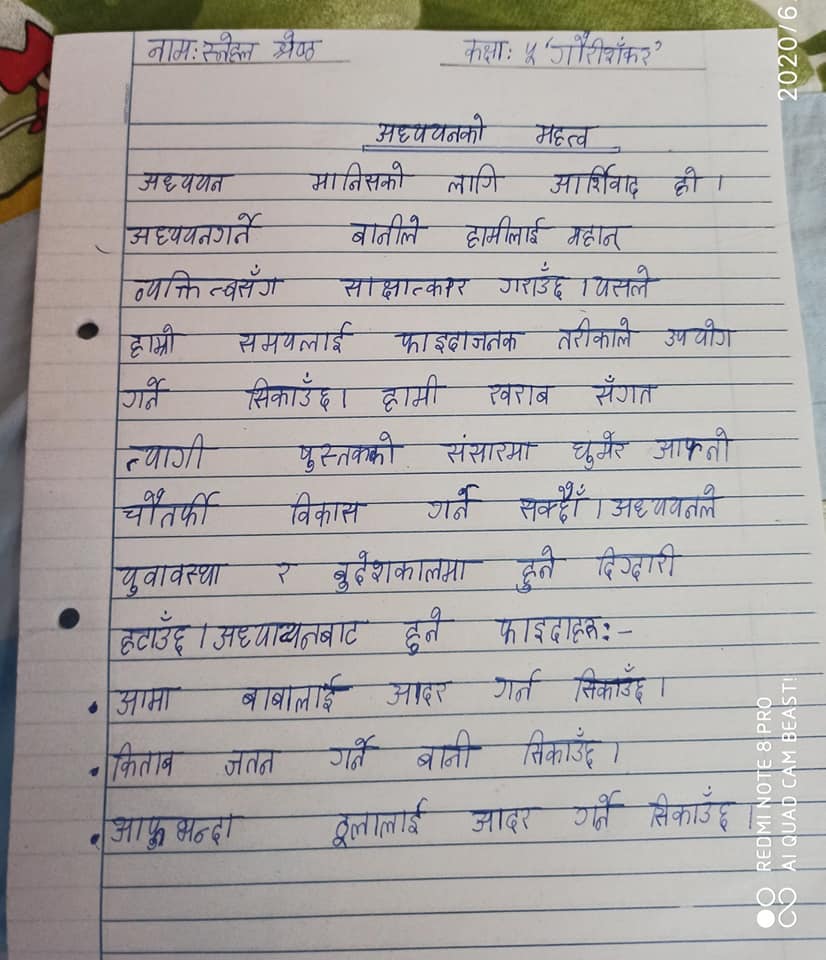 नाम: स्नेहल श्रेष्ठ कक्षा: ५ 'गौरीशंकर'
2020/6
अध्ययनको महत्व
अध्ययन मानिसको लागि आर्शिवाद हो ।
अध्ययनगर्ने बानीले हामीलाई महान्
व्यक्तित्वसँग साक्षात्कार गराउँछ । यसले
हाम्रो समयलाई फाइदाजनक तरीकाले उपयोग
गर्ने सिकाउँछ । हामी खराब सँगत
त्यागी पुस्तकको संसारमा घुमेर आफ्नो
चौतर्फी विकास गर्ने सक्दौँ । अध्ययनले
युवावस्था र बुढेशकालमा हुने दिग्दारी
हटाउँछ । अध्यायनबाट हुने फाइदाहरू :-
• आमा बाबालाई आदर गर्न सिकाउँछ ।
• किताब जतन गर्ने बानी सिकाउँछ ।
• आफु भन्दा ठूलालाई आदर गर्ने सिकाउँछ ।
REDMI NOTE 8 PRO
AI QUAD CAM BEAST!